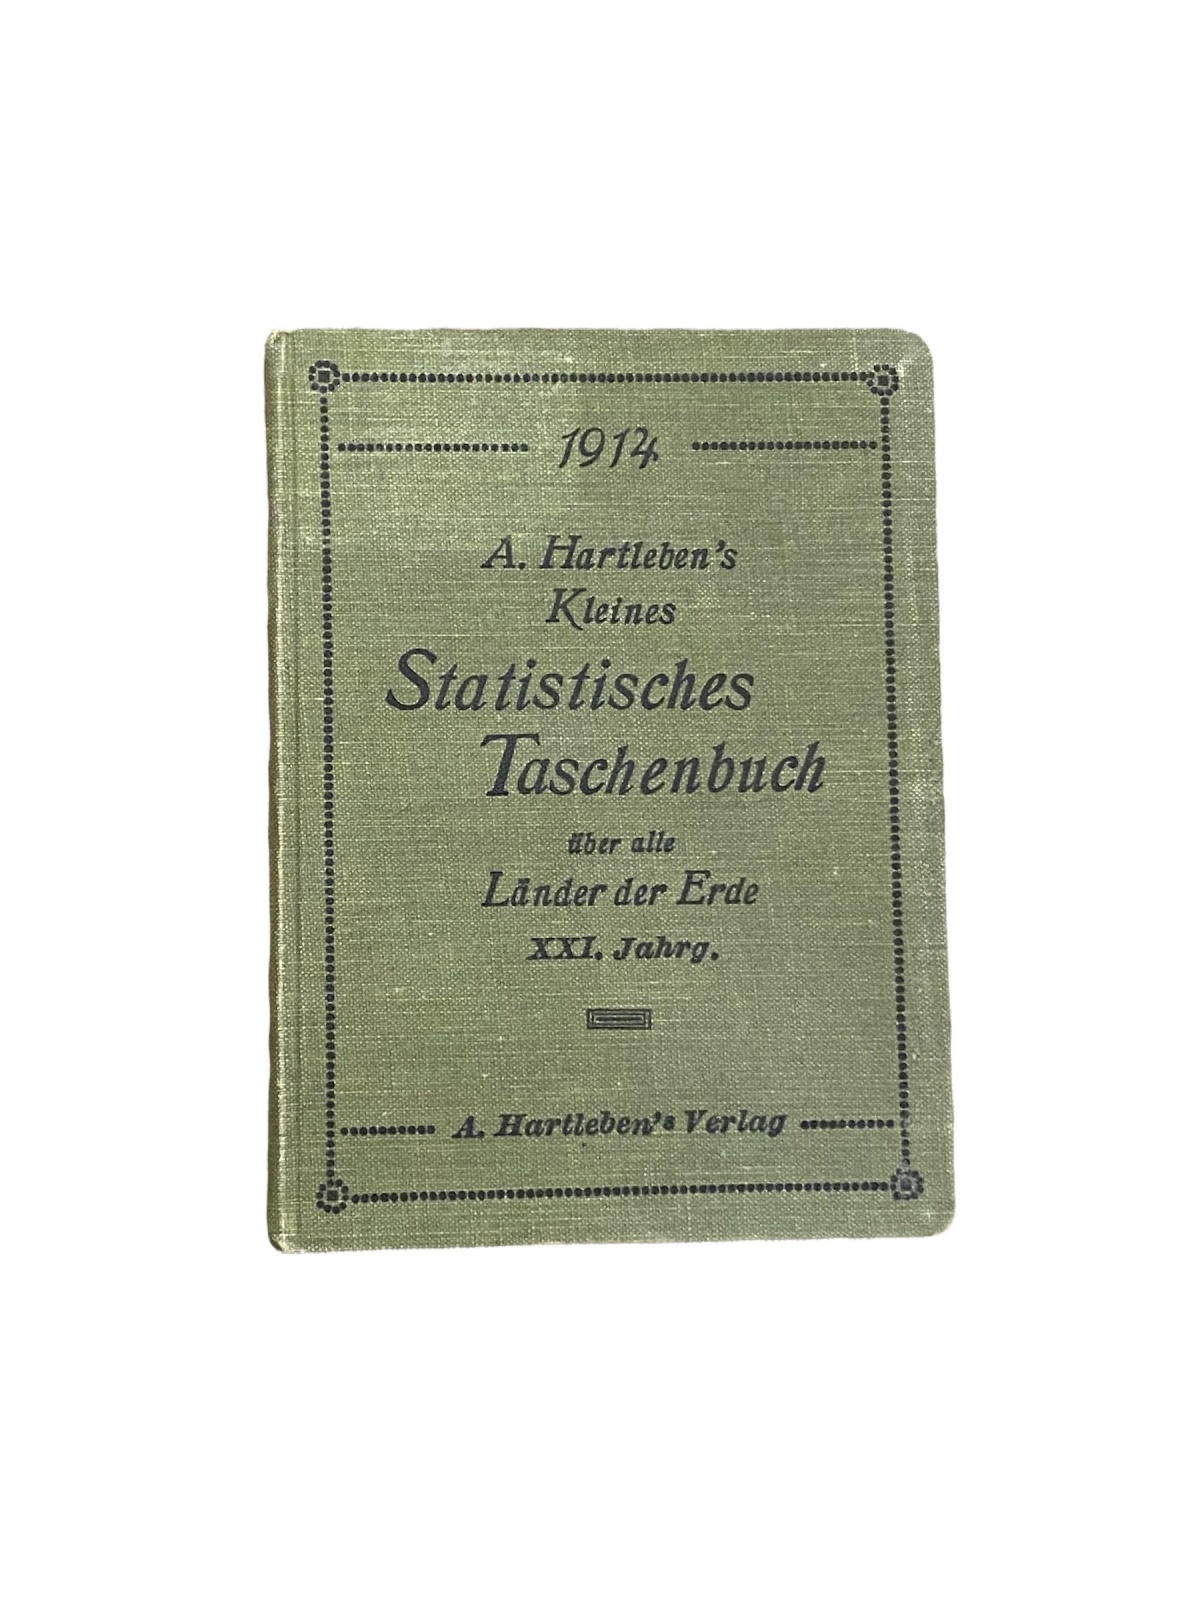 1914
A. Hartleben's
Kleines
Statistisches
Taschenbuch
über alle
Länder der Erde
XXI. Jahrg.
A. Hartleben's Verlag